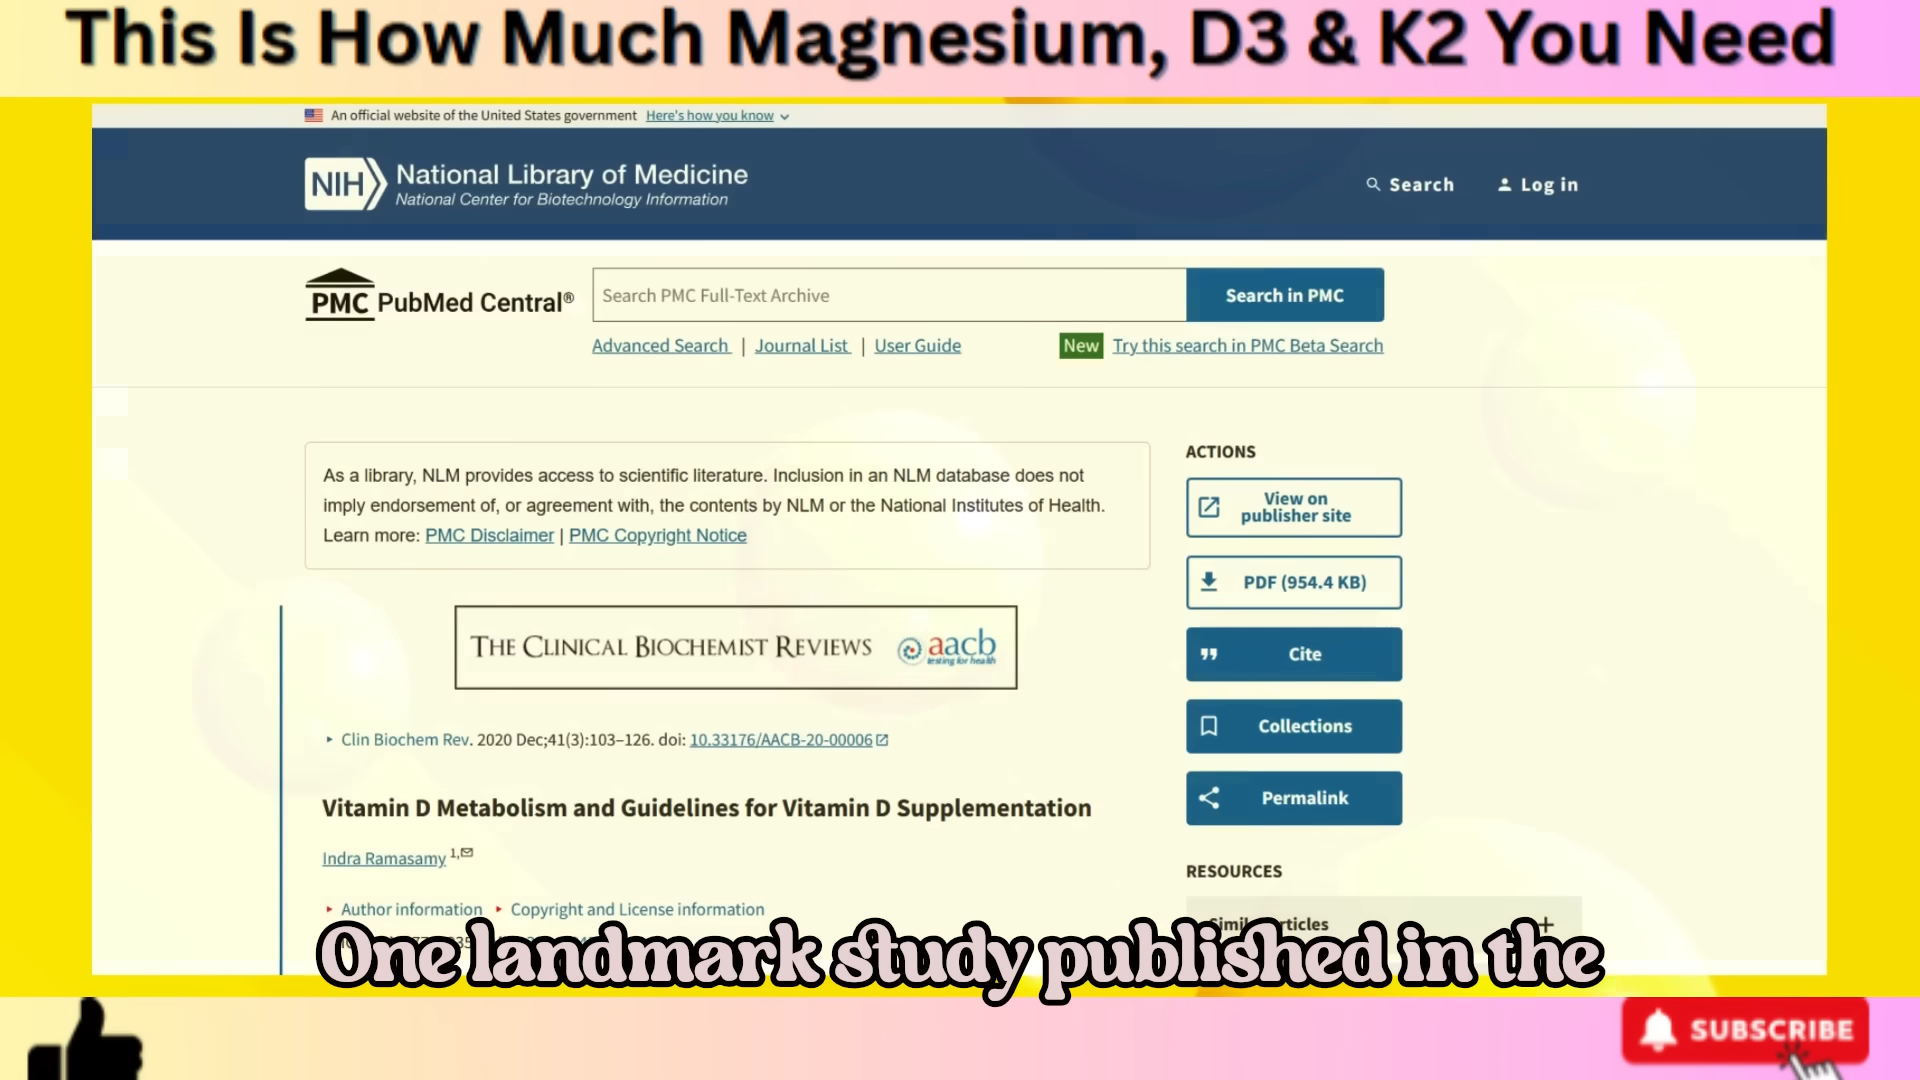 This Is How Much Magnesium, D3 & K2 You Need
An official website of the United States government Here's how you know
NIH National Library of Medicine
National Center for Biotechnology Information
Search Log in
PMC PubMed Central®
Search PMC Full-Text Archive
Search in PMC
Advanced Search | Journal List | User Guide
New Try this search in PMC Beta Search
As a library, NLM provides access to scientific literature. Inclusion in an NLM database does not
imply endorsement of, or agreement with, the contents by NLM or the National Institutes of Health.
Learn more: PMC Disclaimer | PMC Copyright Notice
ACTIONS
View on
publisher site
PDF (954.4 KB)
Cite
Collections
Permalink
RESOURCES
THE CLINICAL BIOCHEMIST REVIEWS aacb
testing for health
Clin Biochem Rev. 2020 Dec;41(3):103–126. doi: 10.33176/AACB-20-00006
Vitamin D Metabolism and Guidelines for Vitamin D Supplementation
Indra Ramasamy 1,
Author information Copyright and License information
One landmark study published in the
SUBSCRIBE